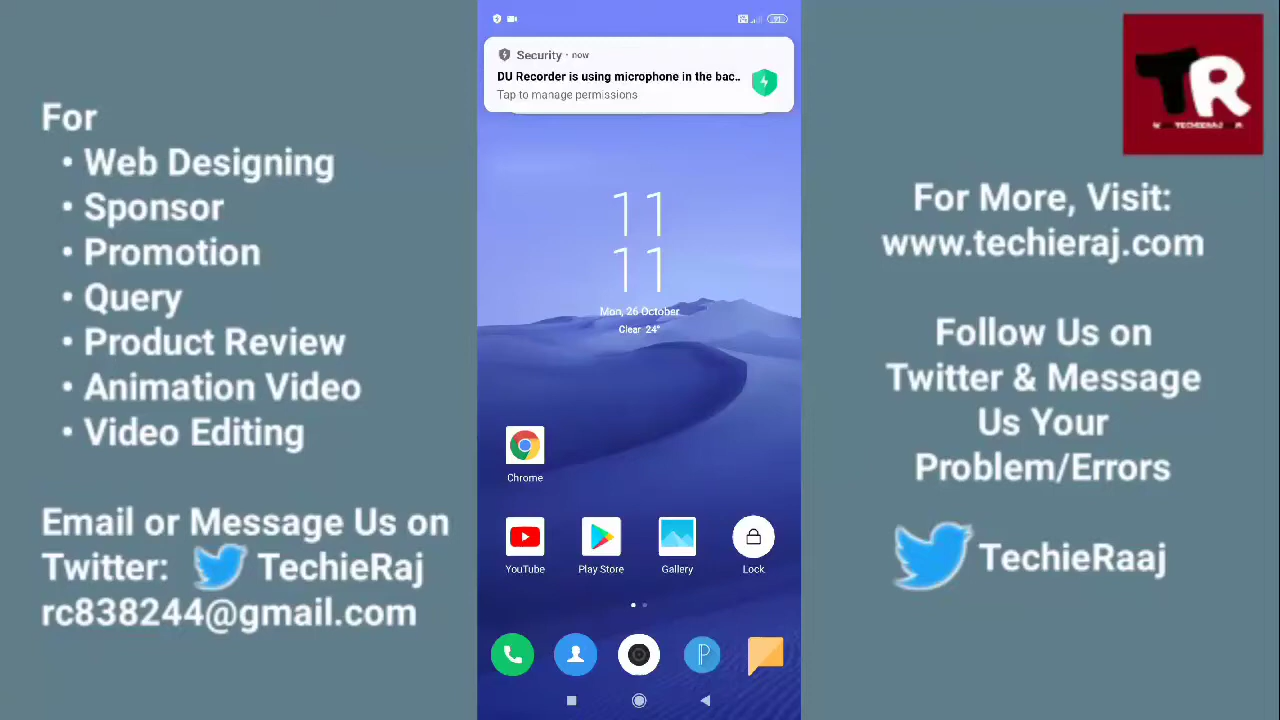 For
• Web Designing
• Sponsor
• Promotion
• Query
• Product Review
• Animation Video
• Video Editing
Email or Message Us on
Twitter: TechieRaj
rc838244@gmail.com
91
Security • now
DU Recorder is using microphone in the bac..
Tap to manage permissions
11
11
Mon, 26 October
Clear 24°
Chrome
YouTube
Play Store
Gallery
Lock
TR
For More, Visit:
www.techieraj.com
Follow Us on
Twitter & Message
Us Your
Problem/Errors
TechieRaaj